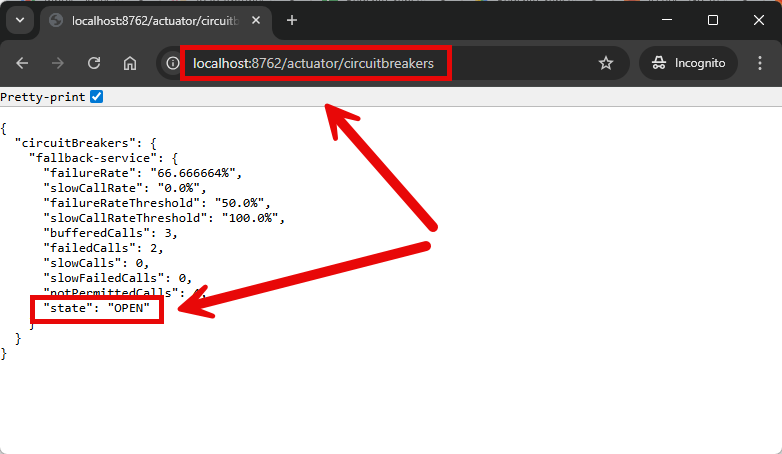 localhost:8762/actuator/circuitb
localhost:8762/actuator/circuitbreakers
Incognito
Pretty-print
{
"circuitBreakers": {
"fallback-service": {
"failureRate": "66.666664%",
"slowCallRate": "0.0%",
"failureRateThreshold": "50.0%",
"slowCallRateThreshold": "100.0%",
"bufferedCalls": 3,
"failedCalls": 2,
"slowCalls": 0,
"slowFailedCalls": 0,
"notPermittedCalls":
"state": "OPEN"
}
}
}